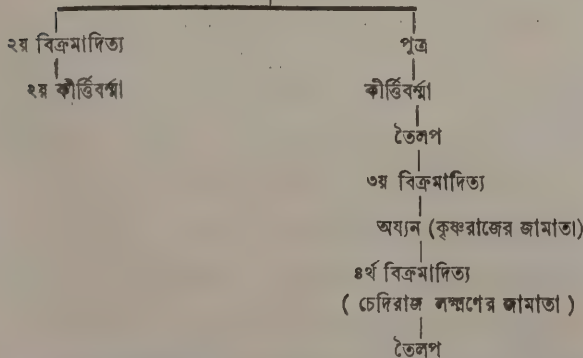 ২য় বিক্রমাদিত্য পুত্র
২য় কীর্ত্তিবর্ম্মা কীর্ত্তিবর্ম্মা
তৈলপ
৩য় বিক্রমাদিত্য
অয্যন (কৃষ্ণরাজের জামাতা)
৪র্থ বিক্রমাদিত্য
( চেদিরাজ লক্ষ্মণের জামাতা )
তৈলপ